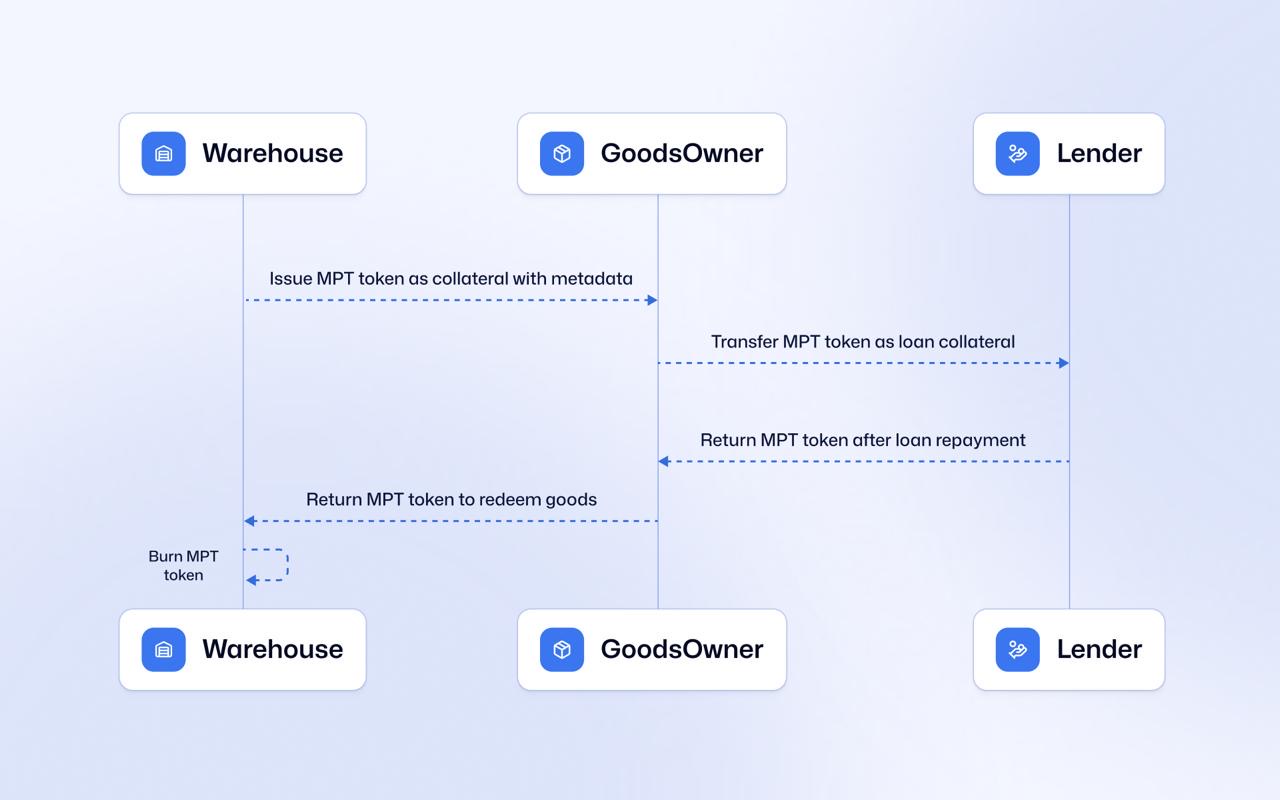 Warehouse
GoodsOwner
Lender
Issue MPT token as collateral with metadata
Transfer MPT token as loan collateral
Return MPT token after loan repayment
Return MPT token to redeem goods
Burn MPT
token
Warehouse
GoodsOwner
Lender